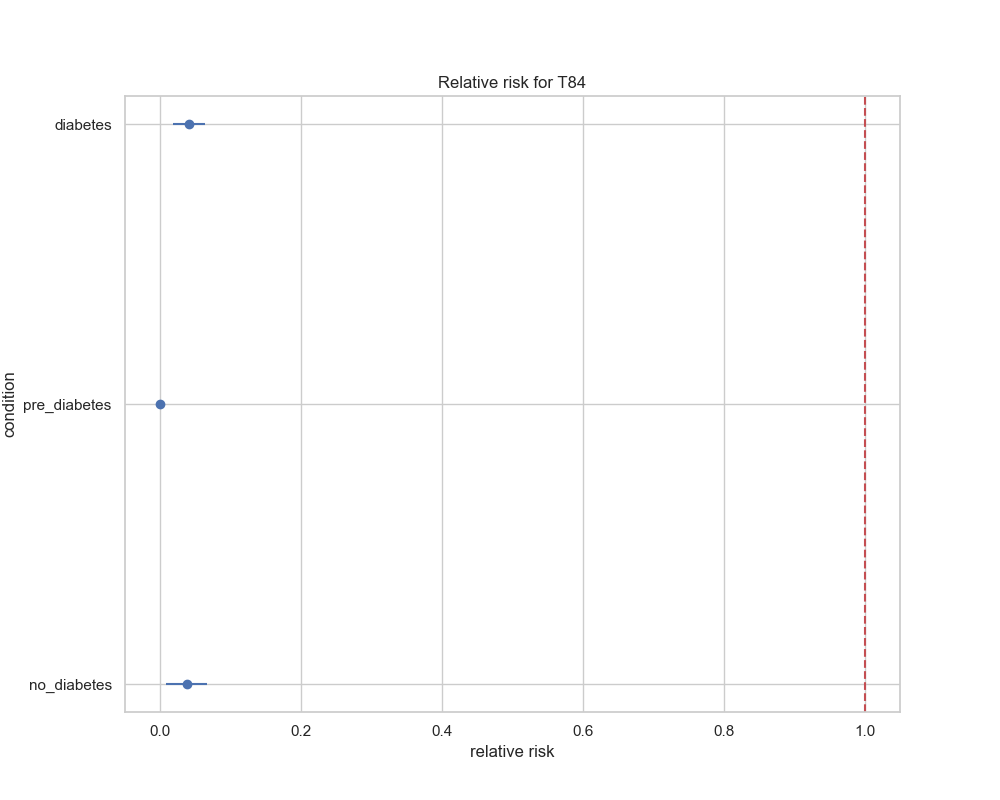 Relative risk for T84
diabetes
pre_diabetes
no_diabetes
condition
0.0 0.2 0.4 0.6 0.8 1.0
relative risk